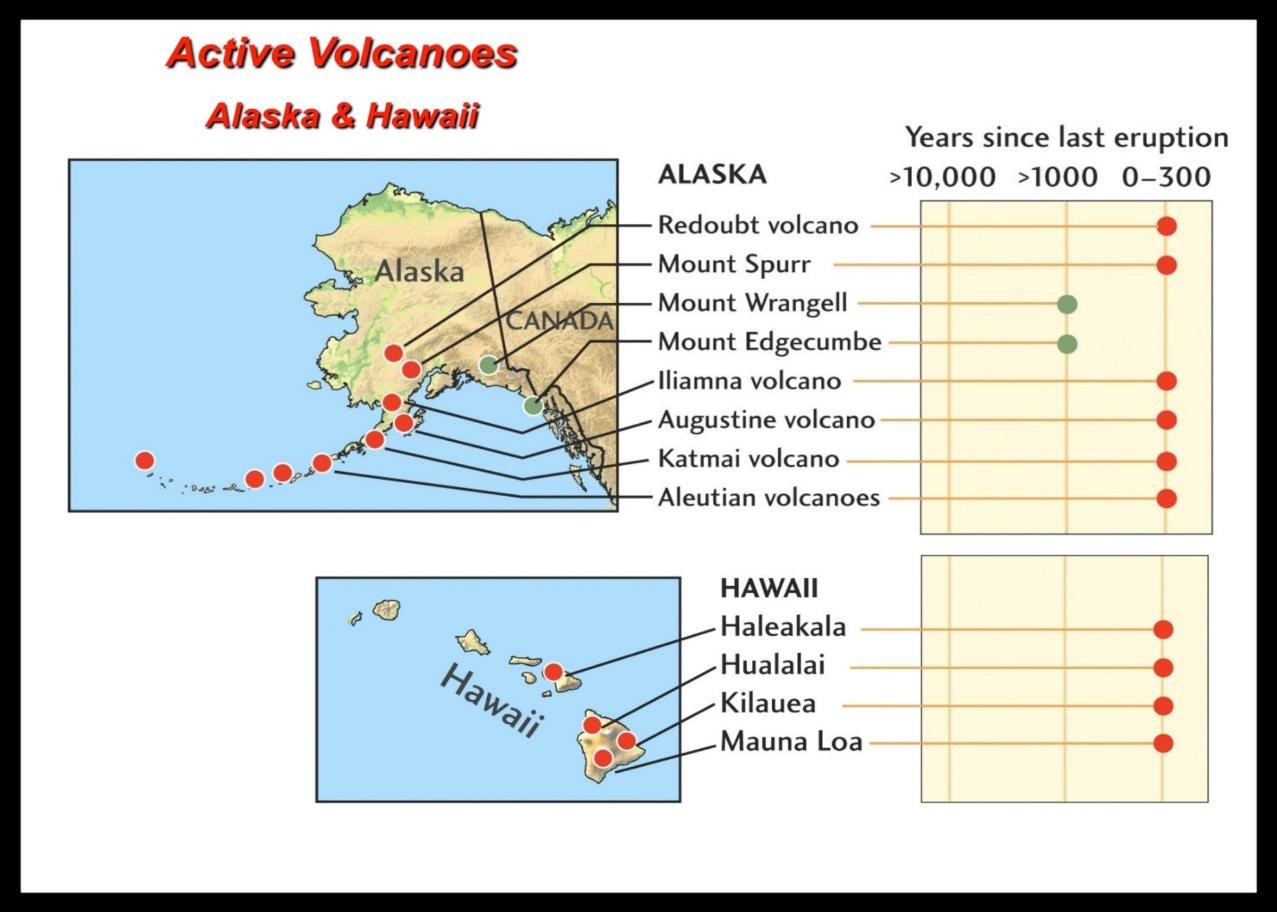 Active Volcanoes
Alaska & Hawaii
Years since last eruption
>10,000 >1000 0–300
ALASKA
Redoubt volcano
Mount Spurr
Mount Wrangell
Mount Edgecumbe
Iliamna volcano
Augustine volcano
Katmai volcano
Aleutian volcanoes
Alaska
CANADA
HAWAII
Haleakala
Hualalai
Kilauea
Mauna Loa
Hawaii